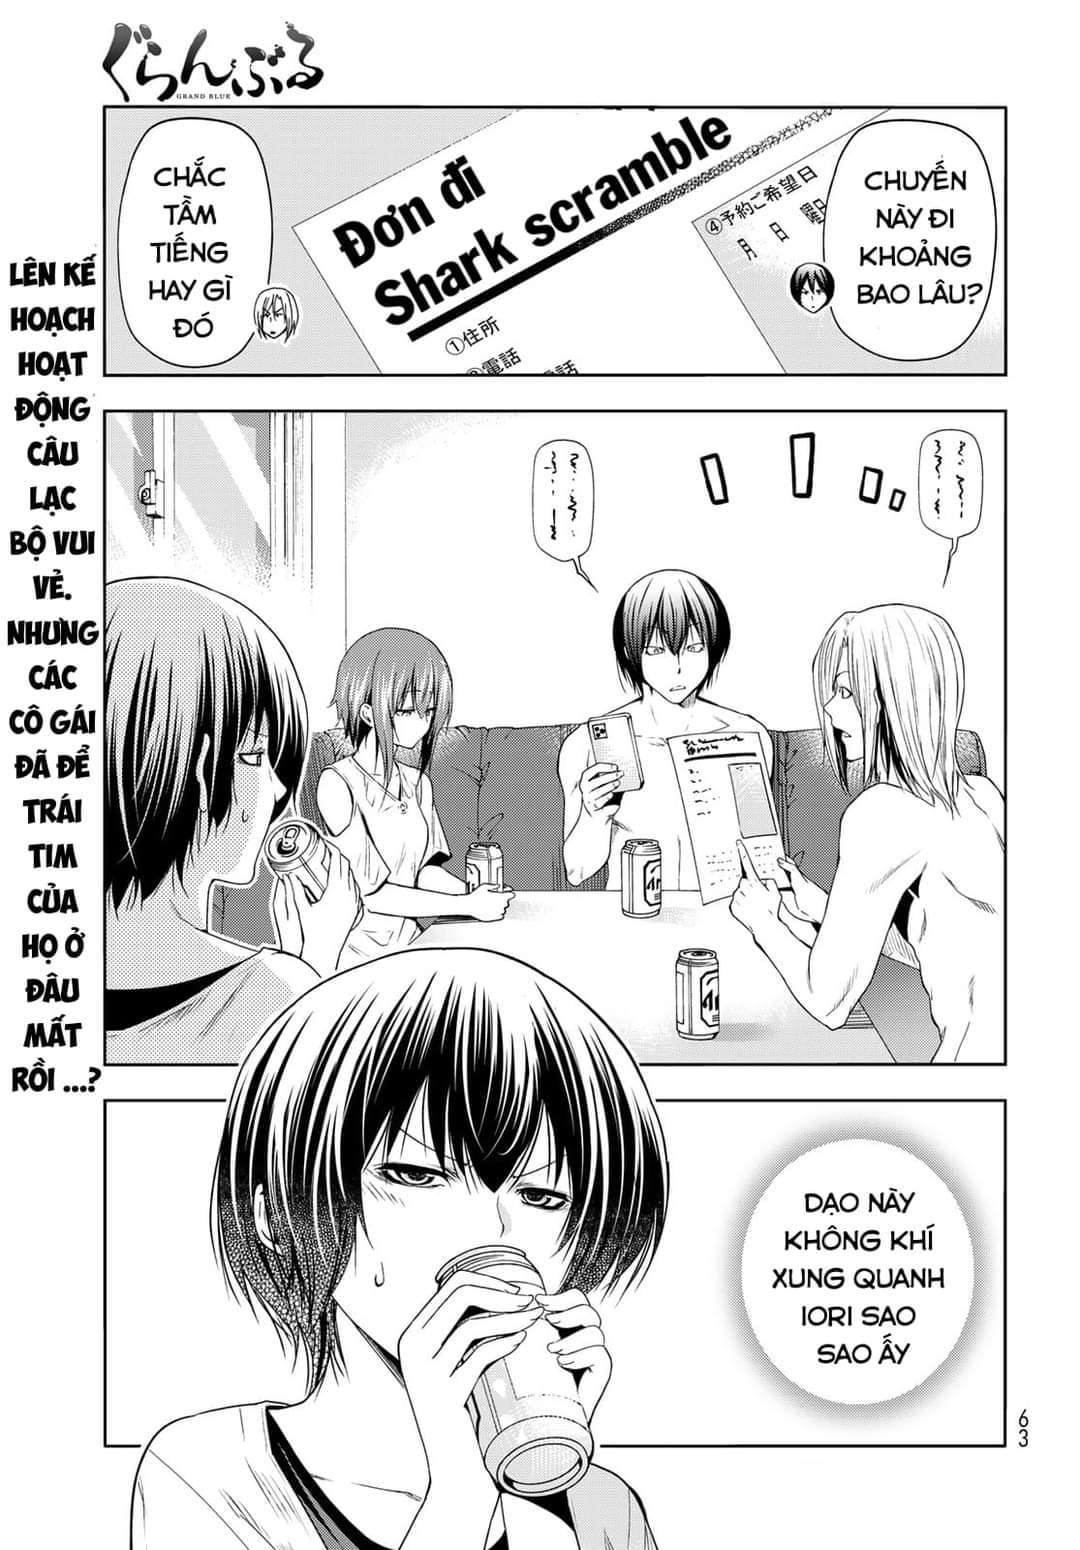 ぐらんぶる
GRAND BLUE
CHUYẾN
NÀY ĐI
KHOẢNG
BAO LÂU?
Đơn đi
Shark scramble
①住所
電話
④予約ご希望日
月 日 曜日
CHẮC
TẦM
TIẾNG
HAY GÌ
ĐÓ
LÊN KẾ
HOẠCH
HOẠT
ĐỘNG
CÂU
LẠC
BỘ VUI
VẺ.
NHƯNG
CÁC
CÔ GÁI
ĐÃ ĐỂ
TRÁI
TIM
CỦA
HỌ Ở
ĐÂU
MẤT
RỒI ...?
DẠO NÀY
KHÔNG KHÍ
XUNG QUANH
IORI SAO
SAO ẤY
63